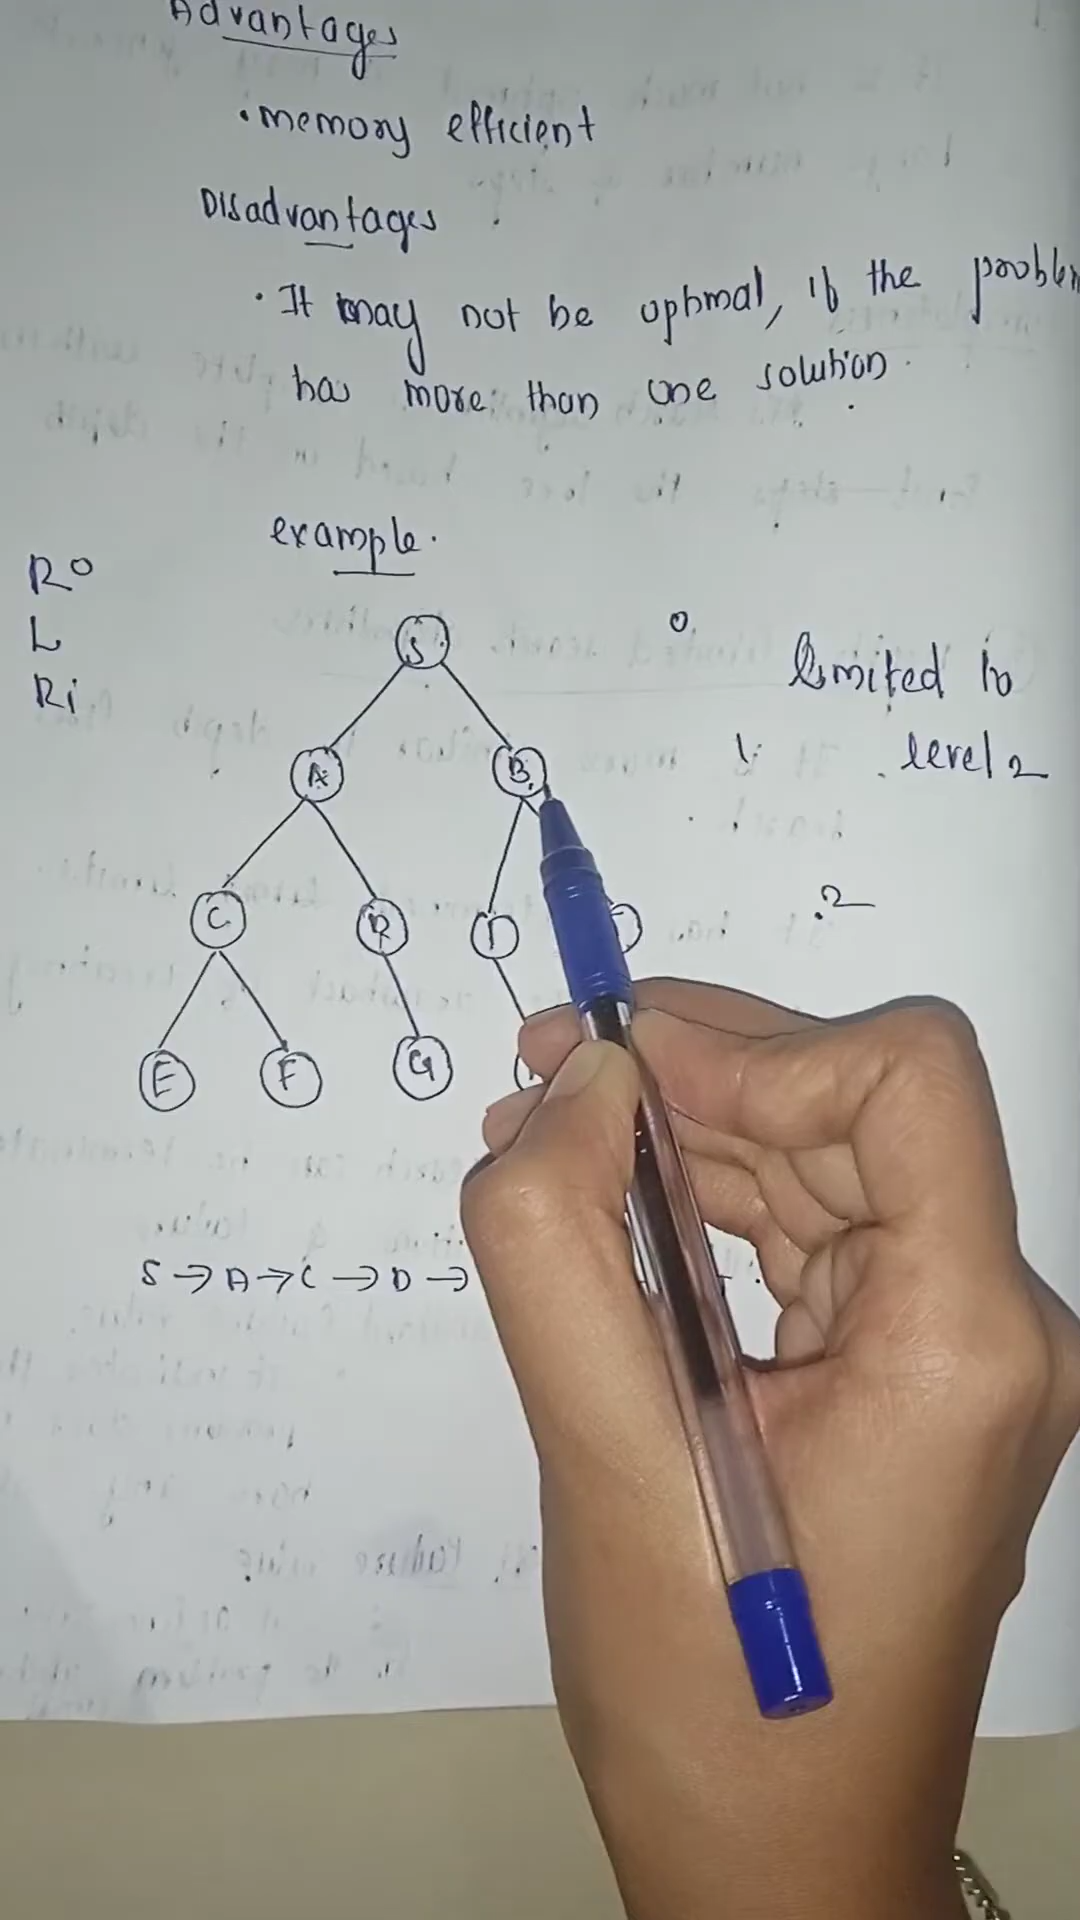 Advantages
· memory efficient
Disadvantages
· It may not be optimal, if the problem
has more than one solution.
example.
Ro
L
Ri
S
0
limited to
level 2
A
B
1
C
D
I
2
E
F
G
S → A → C → D →